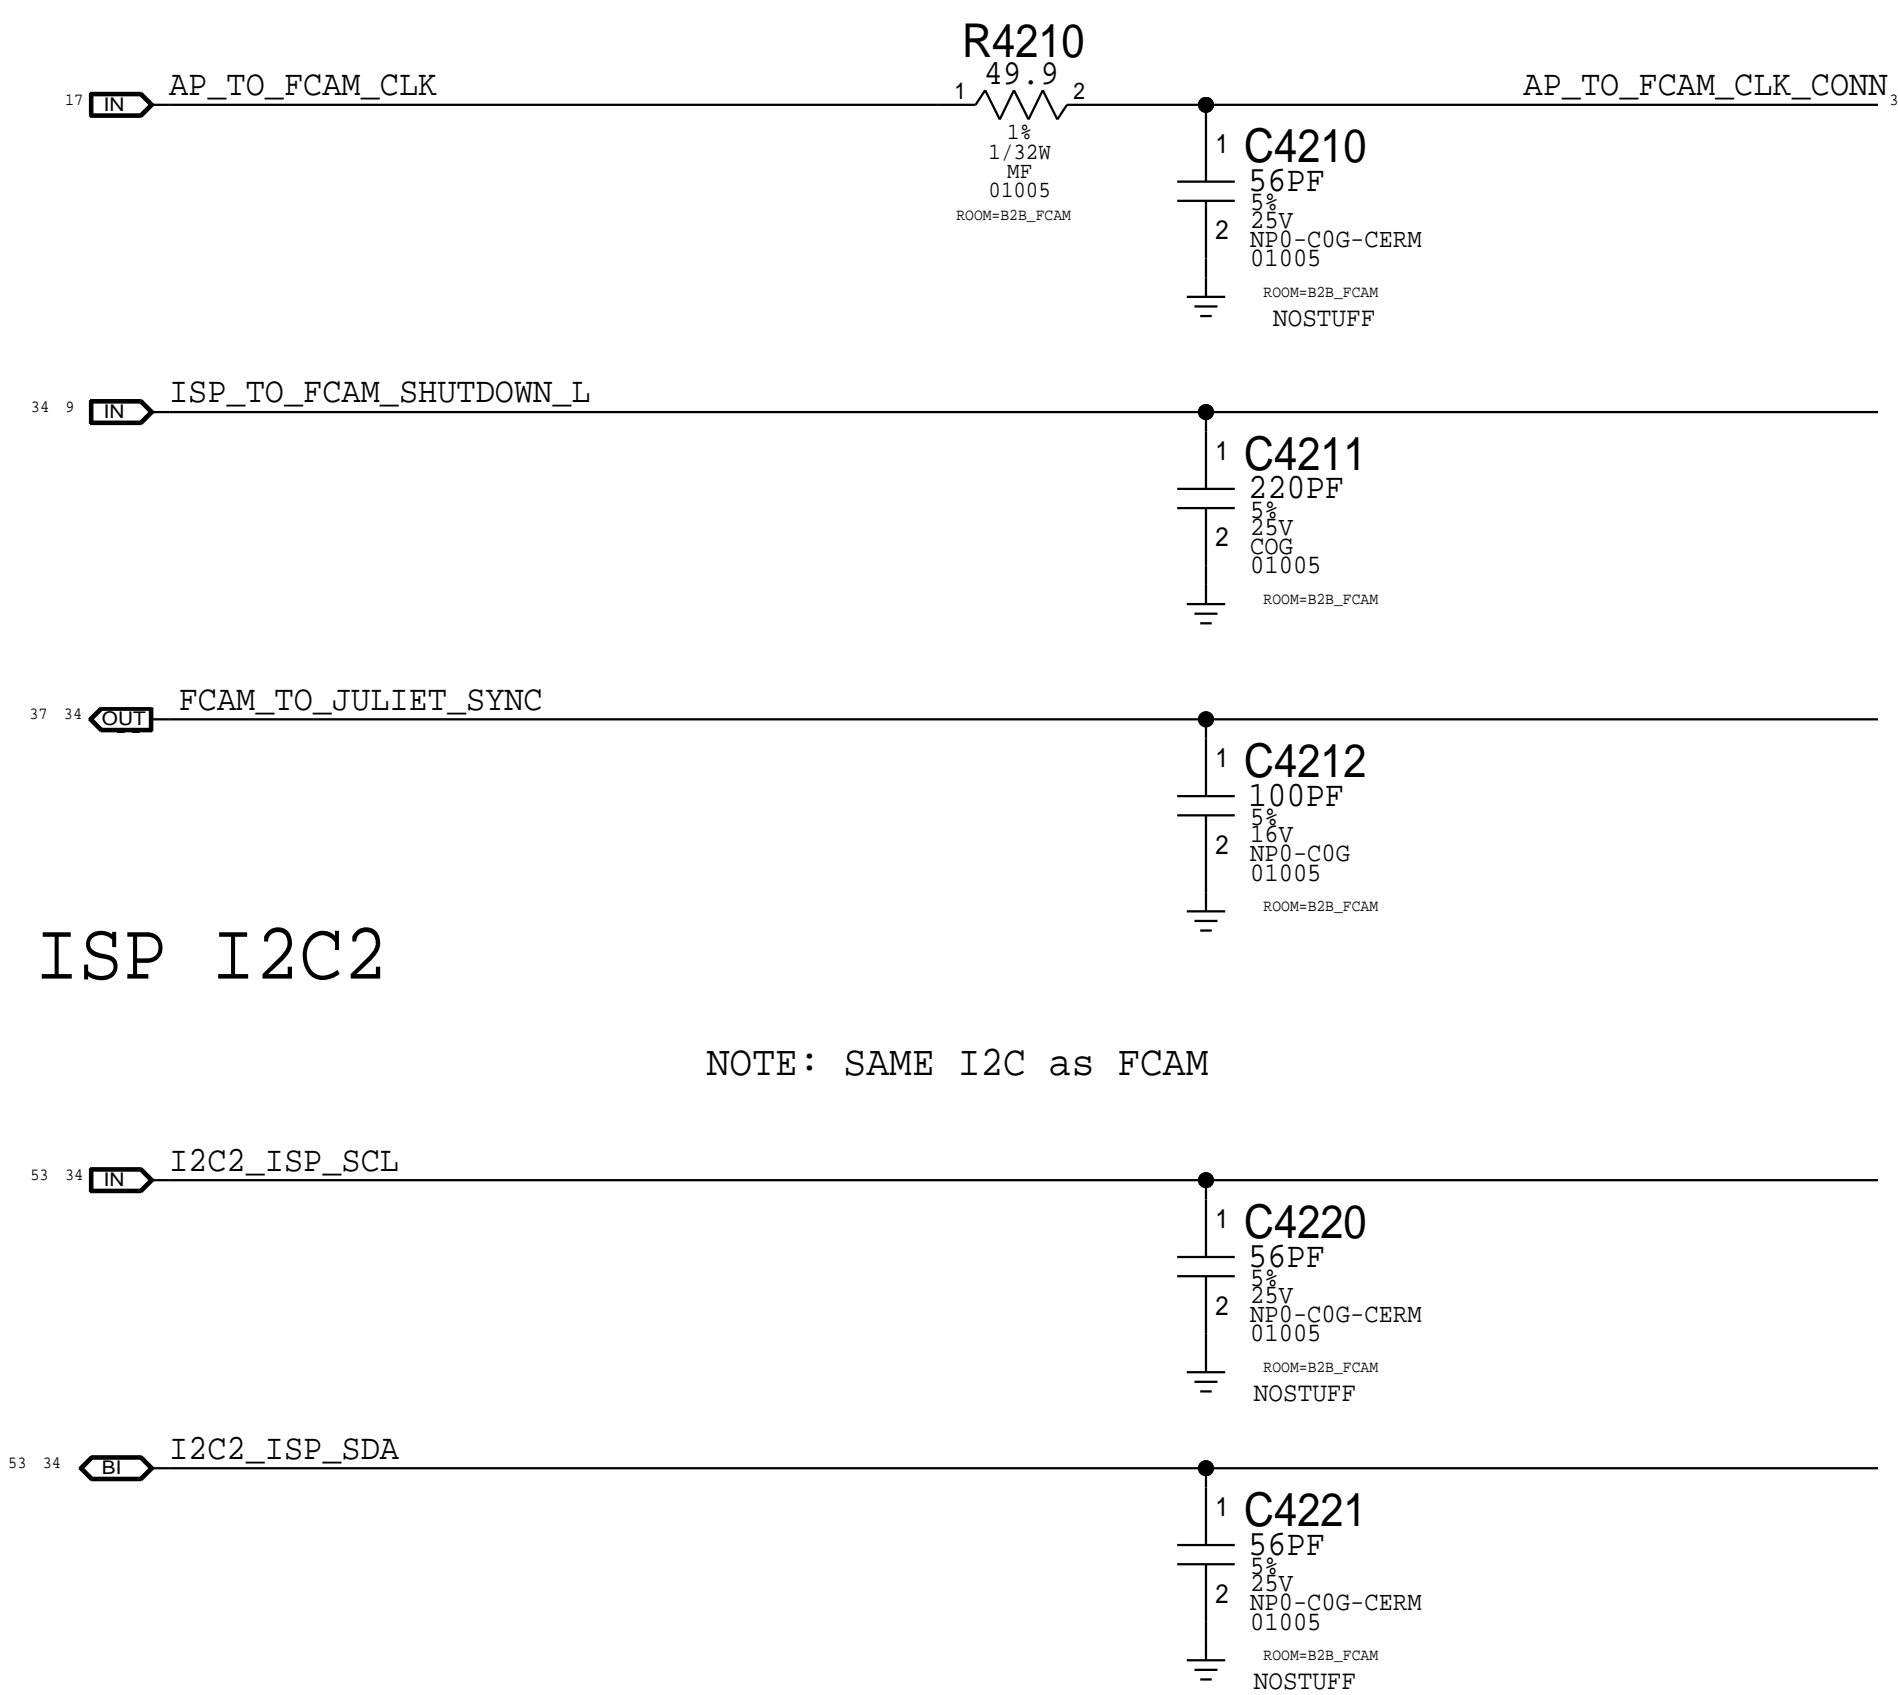 R4210
49.9
AP_TO_FCAM_CLK
AP_TO_FCAM_CLK_CONN
17 IN
1 2
3
1%
1/32W
MF
01005
ROOM=B2B_FCAM
1 C4210
56PF
5%
25V
2
NP0-C0G-CERM
01005
ROOM=B2B_FCAM
NOSTUFF
ISP_TO_FCAM_SHUTDOWN_L
34 9 IN
1 C4211
220PF
5%
25V
2
COG
01005
ROOM=B2B_FCAM
FCAM_TO_JULIET_SYNC
37 34 OUT
1 C4212
100PF
5%
16V
2
NP0-C0G
01005
ROOM=B2B_FCAM
ISP I2C2
NOTE: SAME I2C as FCAM
I2C2_ISP_SCL
53 34 IN
1 C4220
56PF
5%
25V
2
NP0-C0G-CERM
01005
ROOM=B2B_FCAM
NOSTUFF
I2C2_ISP_SDA
53 34 BI
1 C4221
56PF
5%
25V
2
NP0-C0G-CERM
01005
ROOM=B2B_FCAM
NOSTUFF